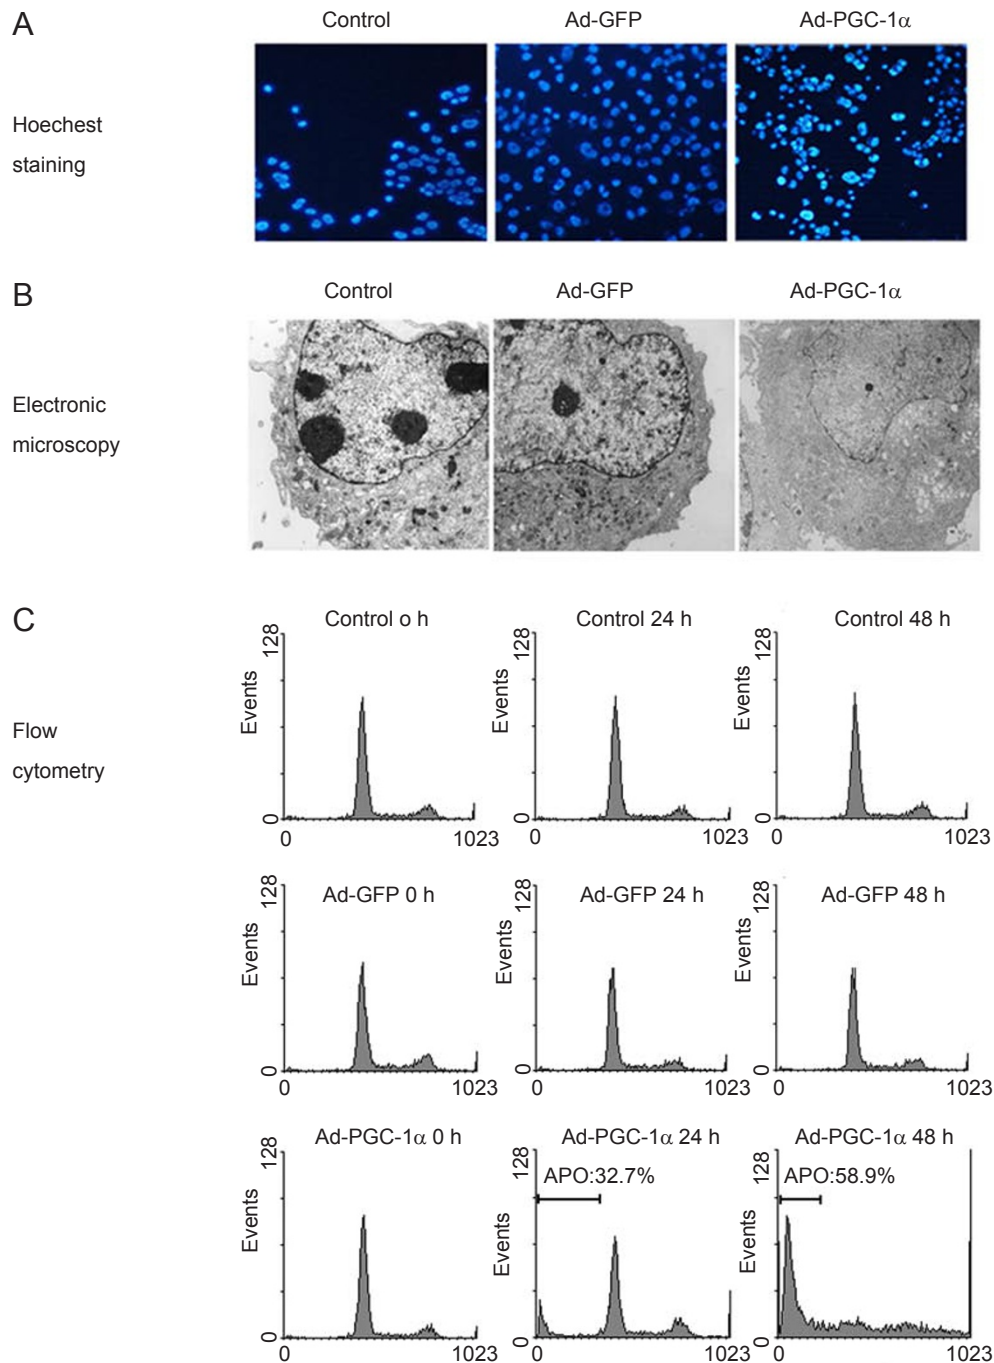 A
Control
Ad-GFP
Ad-PGC-1α
Hoechest
staining
B
Control
Ad-GFP
Ad-PGC-1α
Electronic
microscopy
C
Flow
cytometry
Control o h
128
Events
0
0
1023
Control 24 h
128
Events
0
0
1023
Control 48 h
128
Events
0
0
1023
Ad-GFP 0 h
128
Events
0
0
1023
Ad-GFP 24 h
128
Events
0
0
1023
Ad-GFP 48 h
128
Events
0
0
1023
Ad-PGC-1α 0 h
128
Events
0
0
1023
Ad-PGC-1α 24 h
APO:32.7%
128
Events
0
0
1023
Ad-PGC-1α 48 h
APO:58.9%
128
Events
0
0
1023